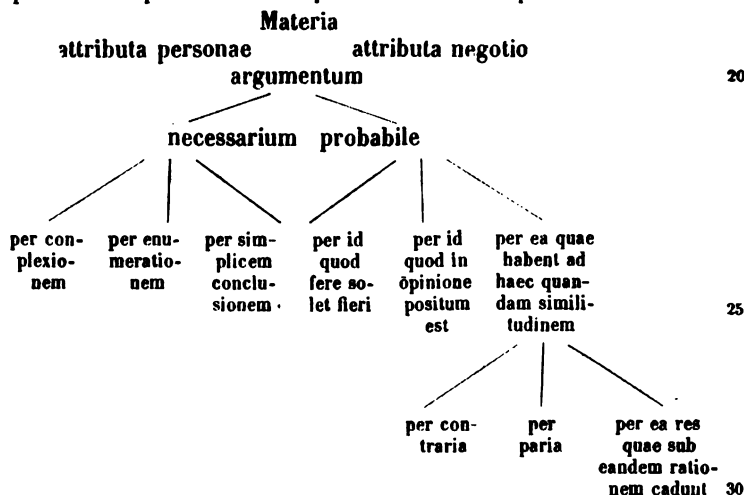 Materia
attributa personae attributa negotio
argumentum 20
necessarium probabile
per con-
plexio-
nem
per enu-
meratio-
nem
per sim-
plicem
conclu-
sionem
per id
quod
fere so-
let fieri
per id
quod in
opinione
positum
est
per ea quae
habent ad
haec quan-
dam simili-
tudinem
25
per con-
traria
per
paria
per ea res
quae sub
eandem ratio-
nem cadunt 30